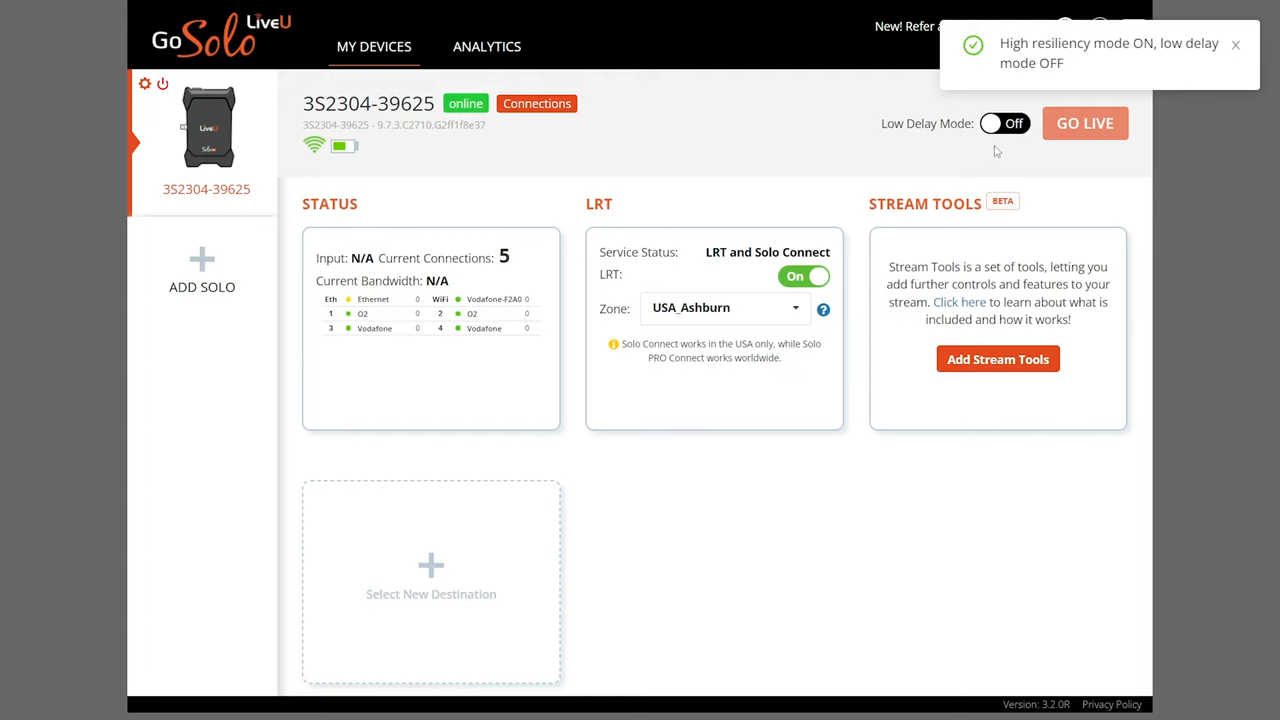 Go Solo LiveU
MY DEVICES
ANALYTICS
New! Refer a
High resiliency mode ON, low delay
mode OFF
LiveU
Solo
3S2304-39625
ADD SOLO
3S2304-39625 online Connections
3S2304-39625 - 9.7.3.C2710.G2ff1f8e37
Low Delay Mode: Off GO LIVE
STATUS
Input: N/A Current Connections: 5
Current Bandwidth: N/A
Eth Ethernet 0 WiFi Vodafone-F2A0 0
1 O2 0 2 O2 0
3 Vodafone 0 4 Vodafone 0
LRT
Service Status: LRT and Solo Connect
LRT: On
Zone: USA_Ashburn ?
Solo Connect works in the USA only, while Solo
PRO Connect works worldwide.
STREAM TOOLS BETA
Stream Tools is a set of tools, letting you
add further controls and features to your
stream. Click here to learn about what is
included and how it works!
Add Stream Tools
Select New Destination
Version: 3.2.0R Privacy Policy